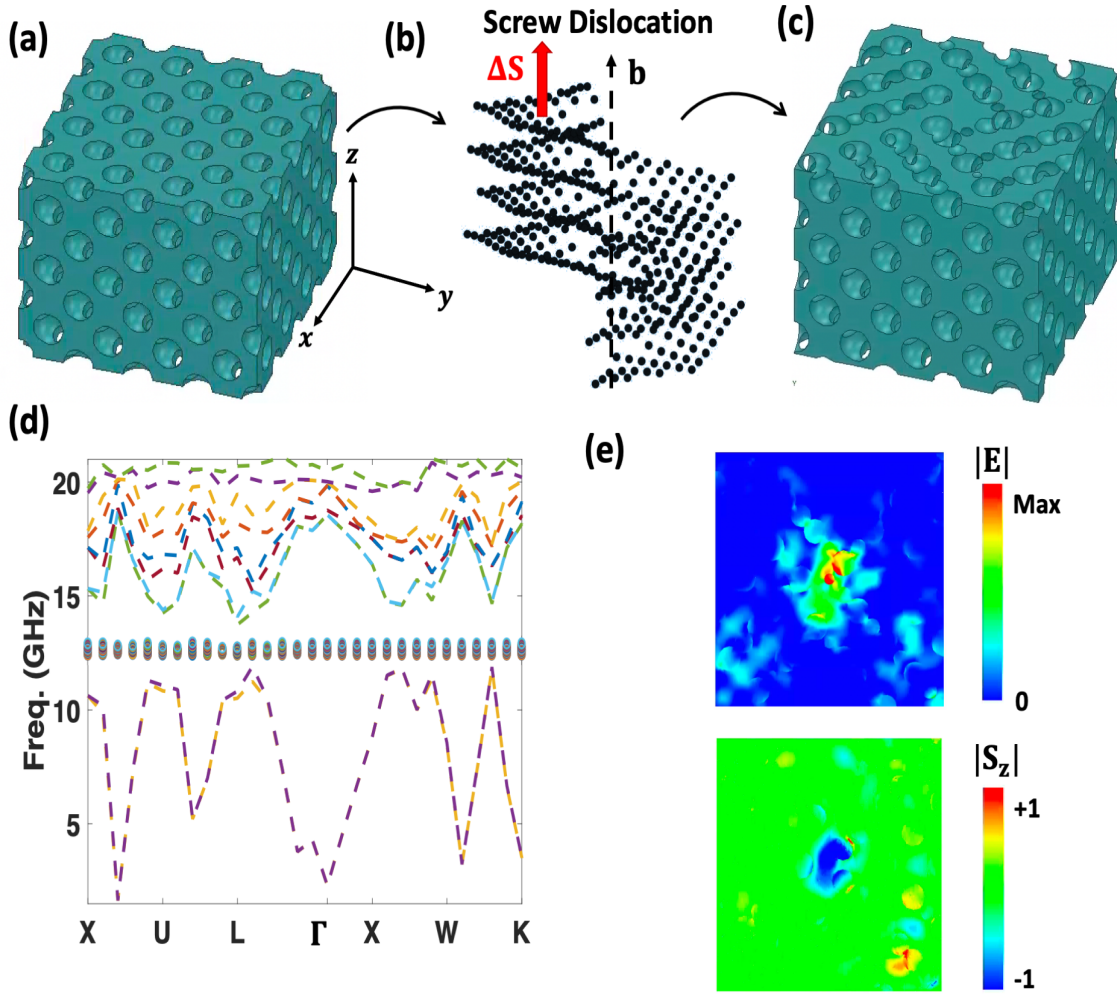 (a)
(b)
Screw Dislocation
(c)
ΔS
b
z
y
x
Y
(d)
(e)
20
15
10
5
Freq. (GHz)
X U L Γ X W K
|E|
Max
0
|Sz|
+1
-1